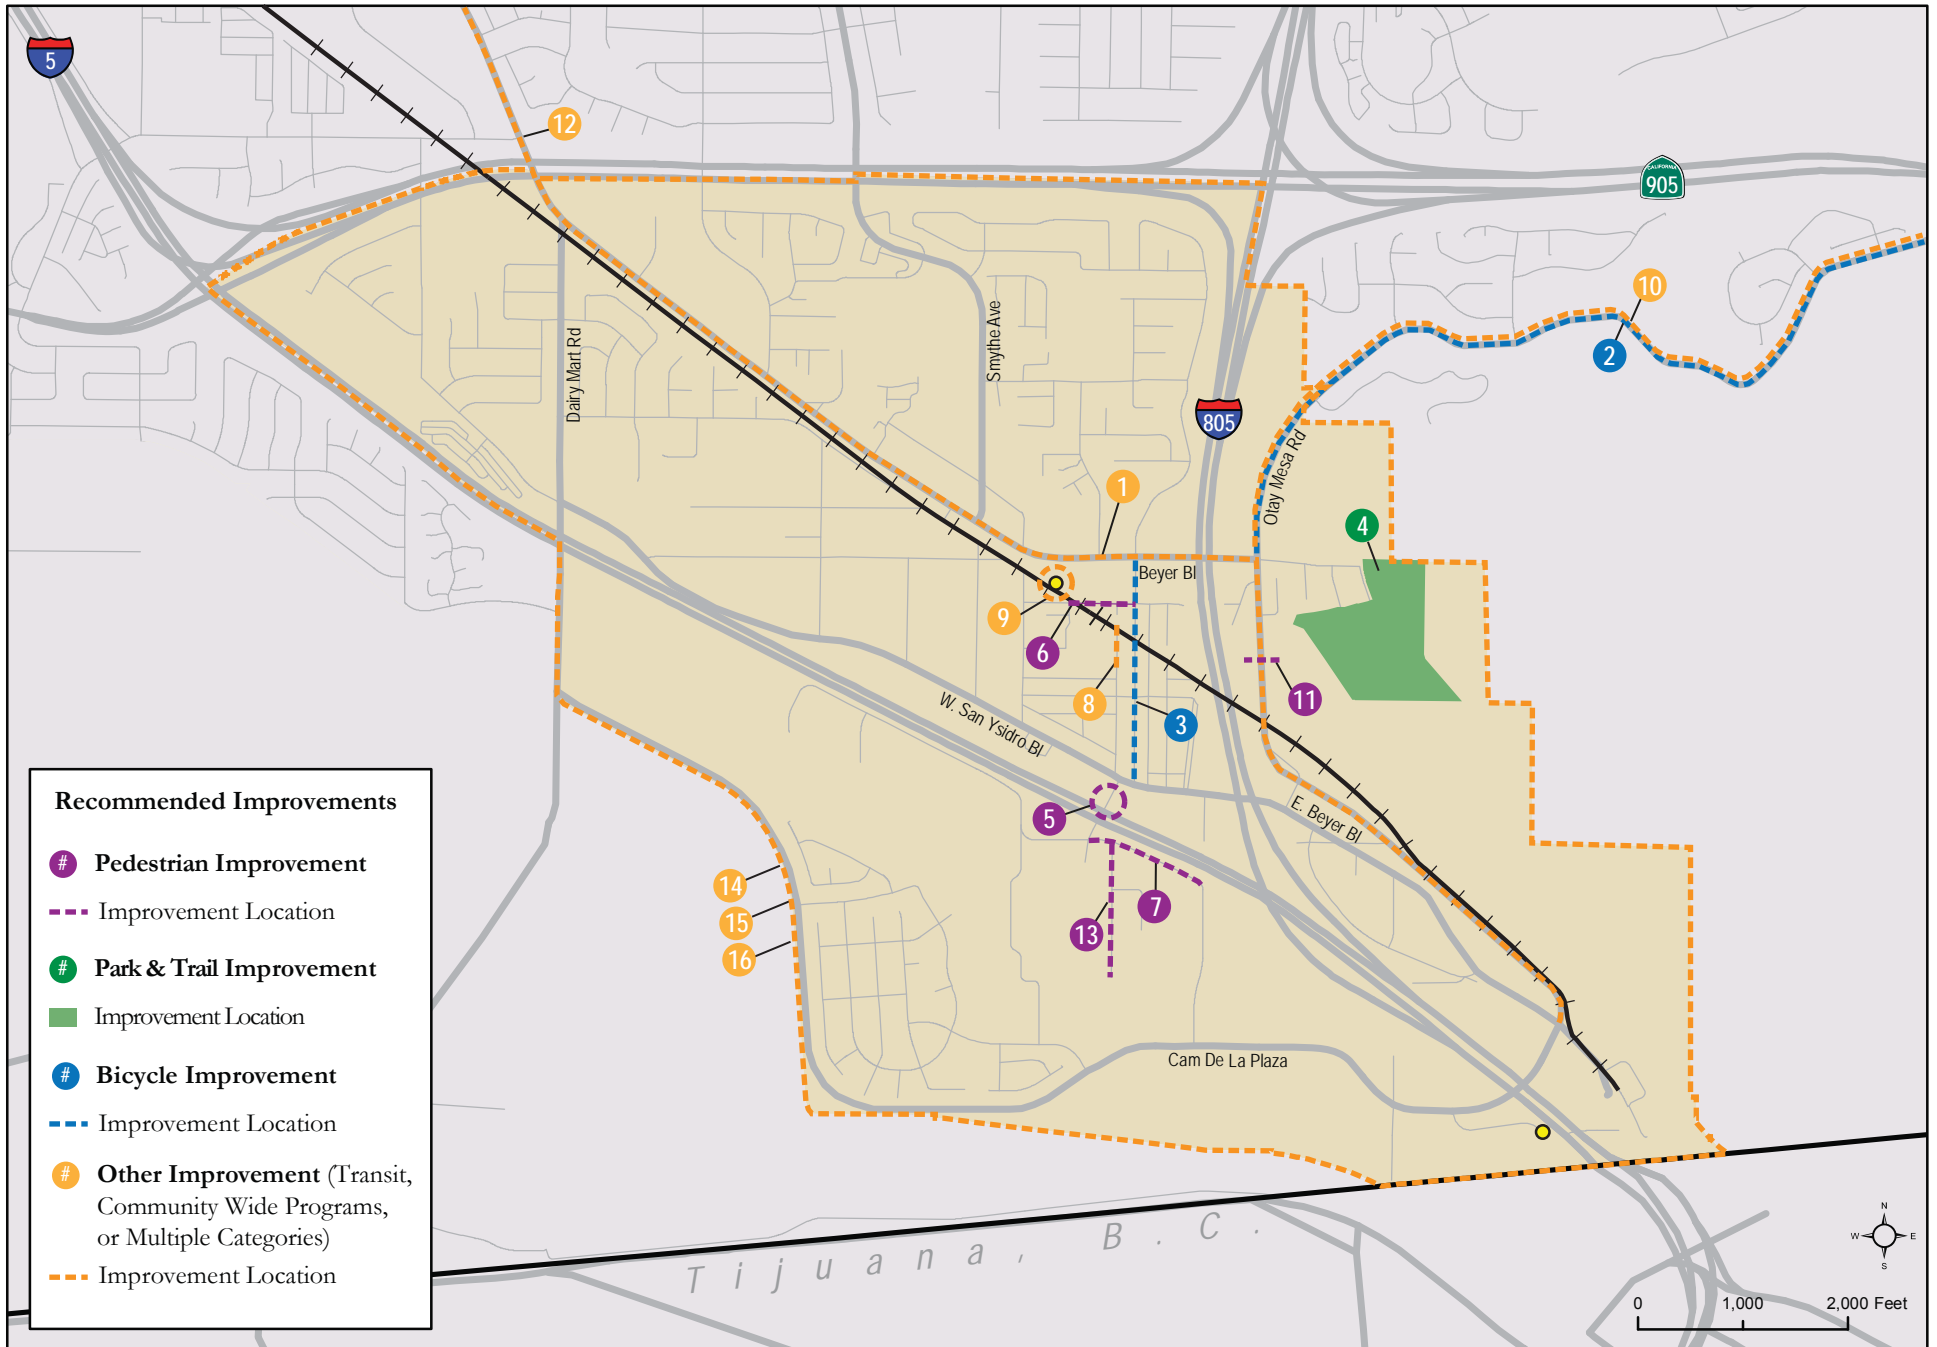 5
12
CALIFORNIA
905
10
2
Smythe Ave
Dairy Mart Rd
805
Otay Mesa Rd
1
4
Beyer Bl
9
6
11
8
3
W. San Ysidro Bl
5
E. Beyer Bl
14
7
15
13
16
Cam De La Plaza
Recommended Improvements
# Pedestrian Improvement
Improvement Location
# Park & Trail Improvement
Improvement Location
# Bicycle Improvement
Improvement Location
# Other Improvement (Transit,
Community Wide Programs,
or Multiple Categories)
Improvement Location
Tijuana, B.C.
N
W E
S
0 1,000 2,000 Feet